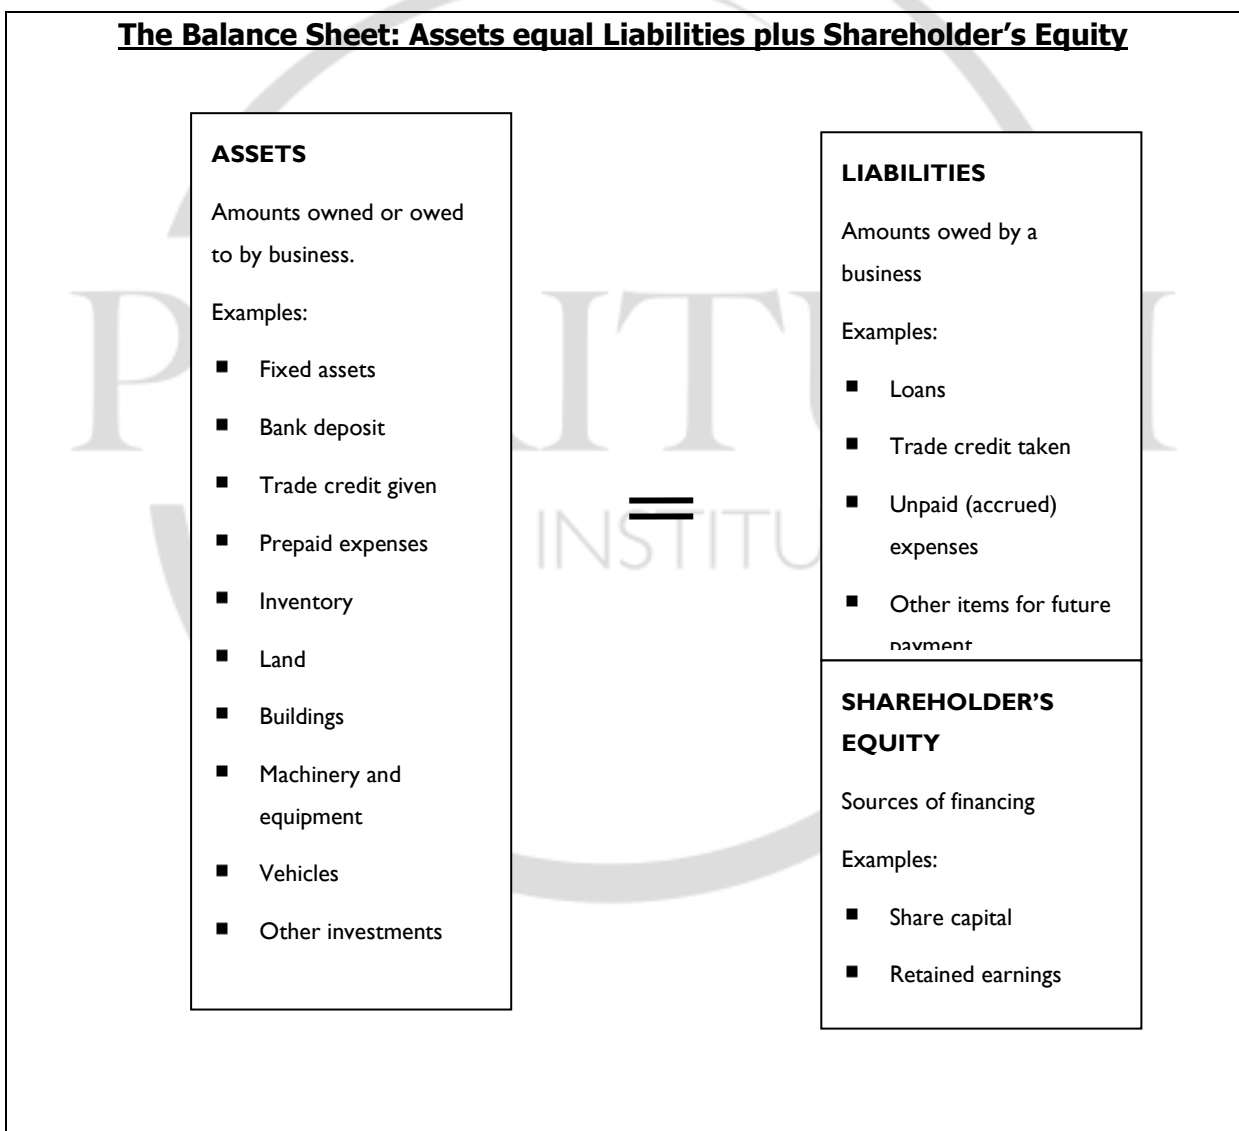 The Balance Sheet: Assets equal Liabilities plus Shareholder’s Equity
ASSETS
Amounts owned or owed
to by business.
Examples:
▪ Fixed assets
▪ Bank deposit
▪ Trade credit given
▪ Prepaid expenses
▪ Inventory
▪ Land
▪ Buildings
▪ Machinery and
equipment
▪ Vehicles
▪ Other investments
=
LIABILITIES
Amounts owed by a
business
Examples:
▪ Loans
▪ Trade credit taken
▪ Unpaid (accrued)
expenses
▪ Other items for future
payment
SHAREHOLDER’S
EQUITY
Sources of financing
Examples:
▪ Share capital
▪ Retained earnings